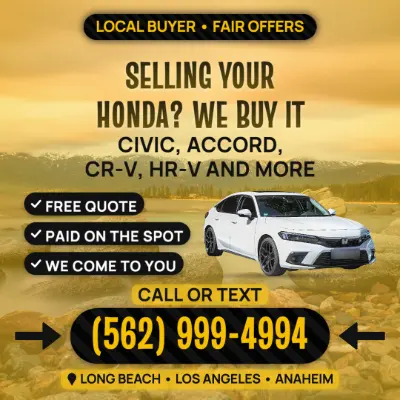 LOCAL BUYER • FAIR OFFERS
SELLING YOUR
HONDA? WE BUY IT
CIVIC, ACCORD,
CR-V, HR-V AND MORE
FREE QUOTE
PAID ON THE SPOT
WE COME TO YOU
CALL OR TEXT
(562) 999-4994
LONG BEACH • LOS ANGELES • ANAHEIM